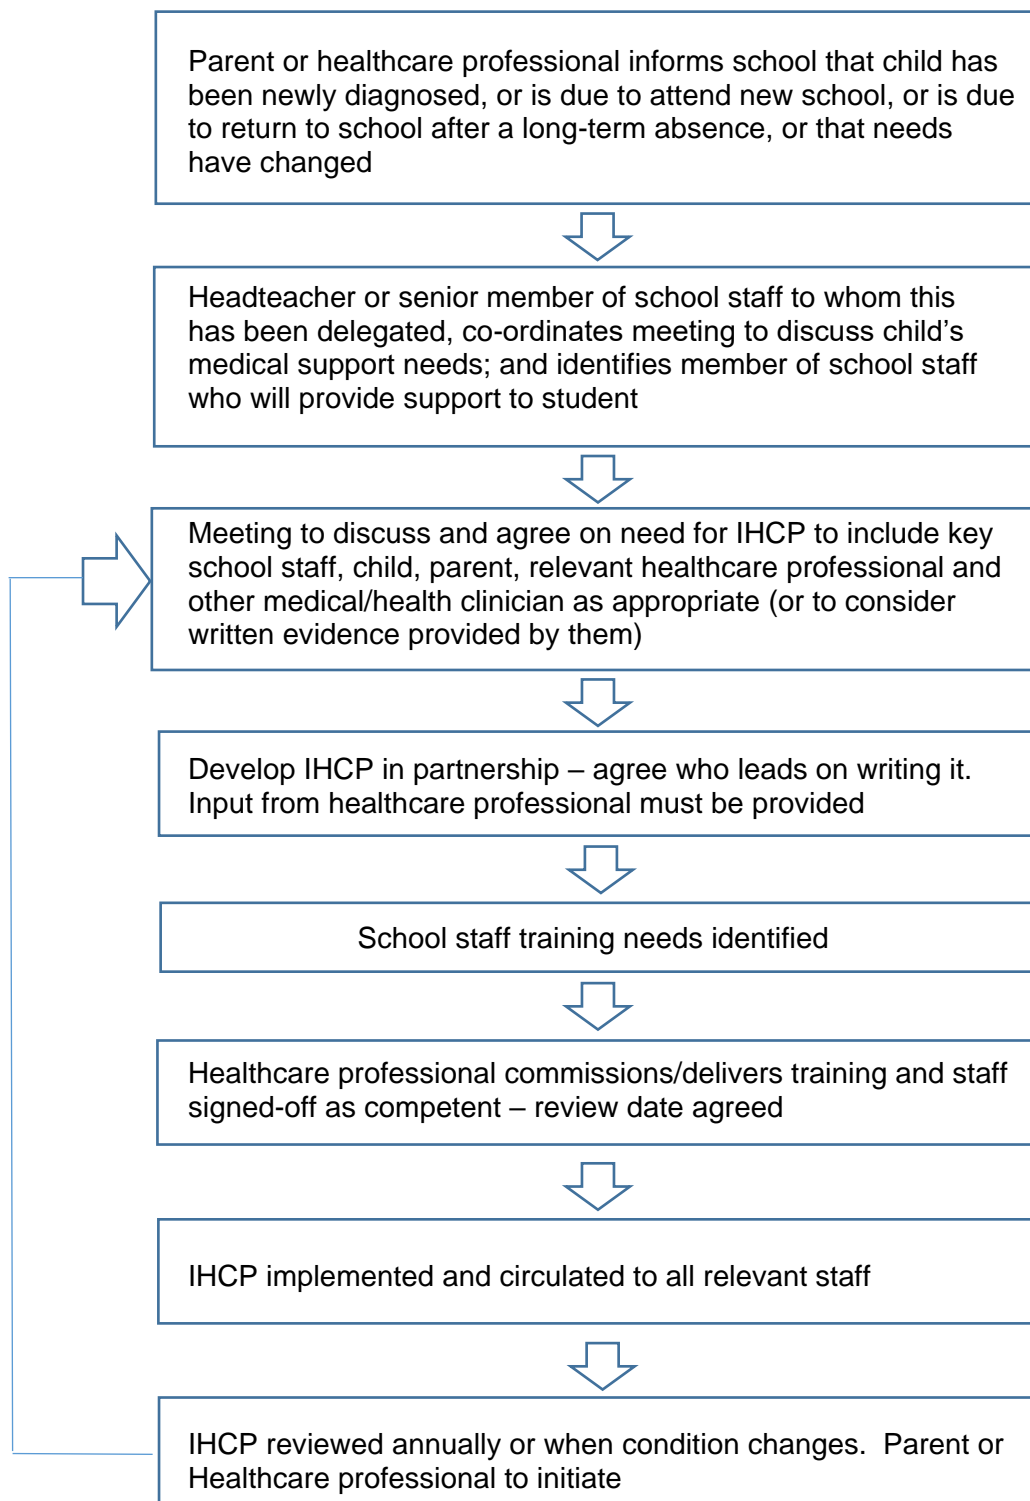 Parent or healthcare professional informs school that child has
been newly diagnosed, or is due to attend new school, or is due
to return to school after a long-term absence, or that needs
have changed
Headteacher or senior member of school staff to whom this
has been delegated, co-ordinates meeting to discuss child's
medical support needs; and identifies member of school staff
who will provide support to student
Meeting to discuss and agree on need for IHCP to include key
school staff, child, parent, relevant healthcare professional and
other medical/health clinician as appropriate (or to consider
written evidence provided by them)
Develop IHCP in partnership – agree who leads on writing it.
Input from healthcare professional must be provided
School staff training needs identified
Healthcare professional commissions/delivers training and staff
signed-off as competent – review date agreed
IHCP implemented and circulated to all relevant staff
IHCP reviewed annually or when condition changes.  Parent or
Healthcare professional to initiate